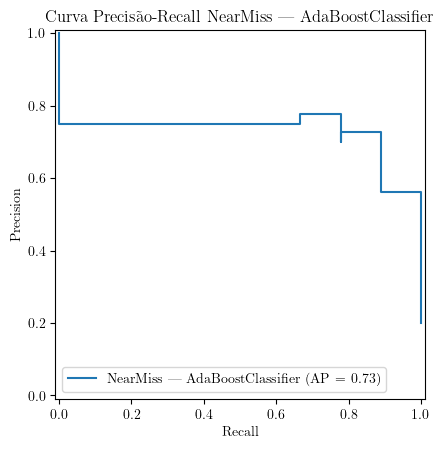 Curva Precisão-Recall NearMiss — AdaBoostClassifier
1.0
0.8
0.6
0.4
0.2
0.0
Precision
NearMiss — AdaBoostClassifier (AP = 0.73)
0.0 0.2 0.4 0.6 0.8 1.0
Recall